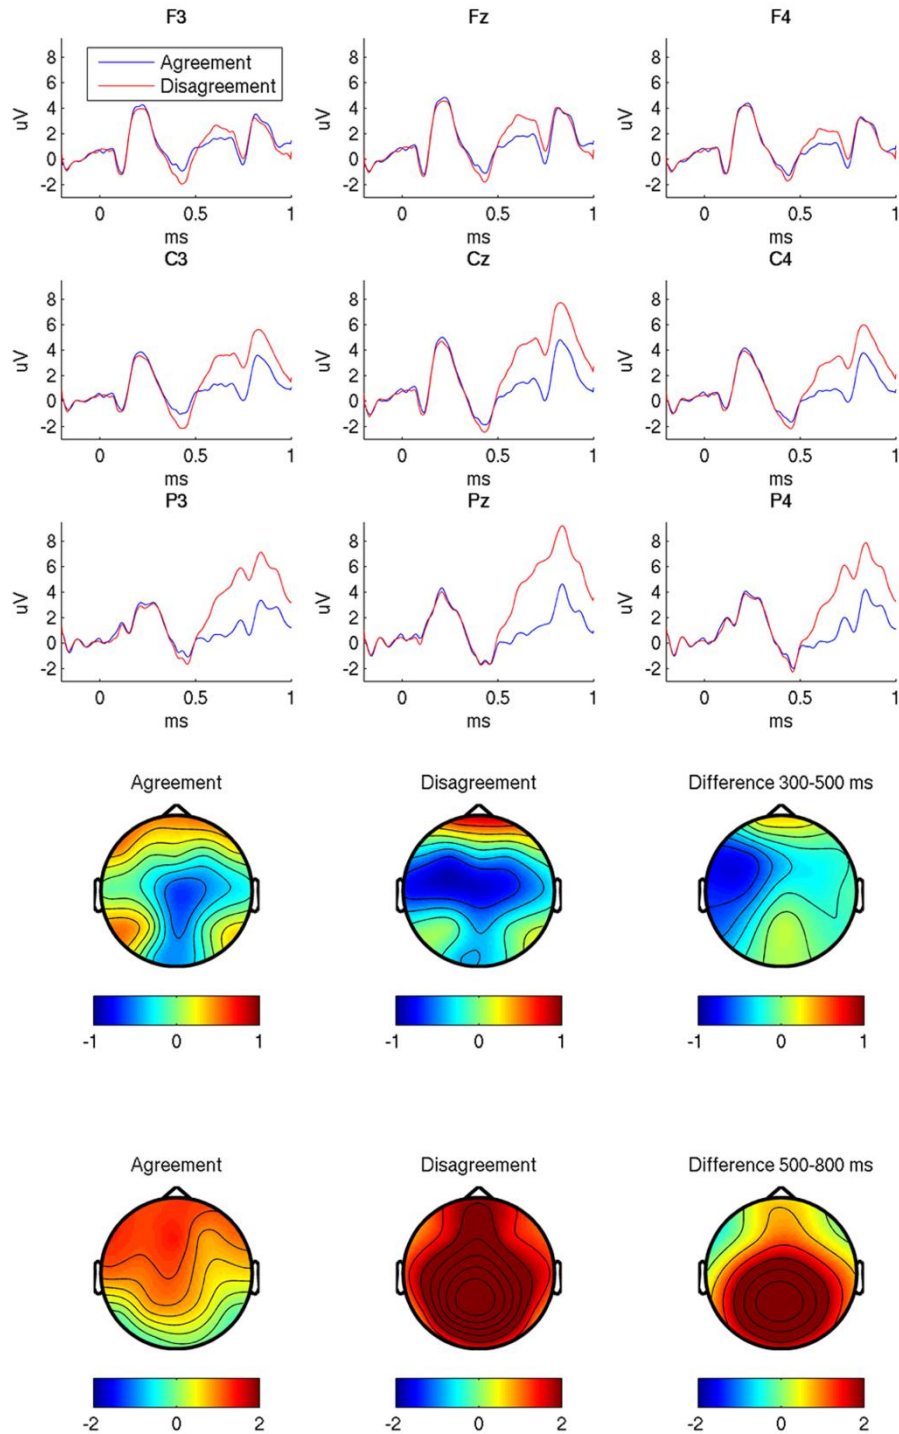 F3 Fz F4
Agreement
Disagreement
uV 8 6 4 2 0 -2 uV 8 6 4 2 0 -2 uV 8 6 4 2 0 -2
0 0.5 1 0 0.5 1 0 0.5 1
ms ms ms
C3 Cz C4
uV 8 6 4 2 0 -2 uV 8 6 4 2 0 -2 uV 8 6 4 2 0 -2
0 0.5 1 0 0.5 1 0 0.5 1
ms ms ms
P3 Pz P4
uV 8 6 4 2 0 -2 uV 8 6 4 2 0 -2 uV 8 6 4 2 0 -2
0 0.5 1 0 0.5 1 0 0.5 1
ms ms ms
Agreement Disagreement Difference 300-500 ms
-1 0 1 -1 0 1 -1 0 1
Agreement Disagreement Difference 500-800 ms
-2 0 2 -2 0 2 -2 0 2